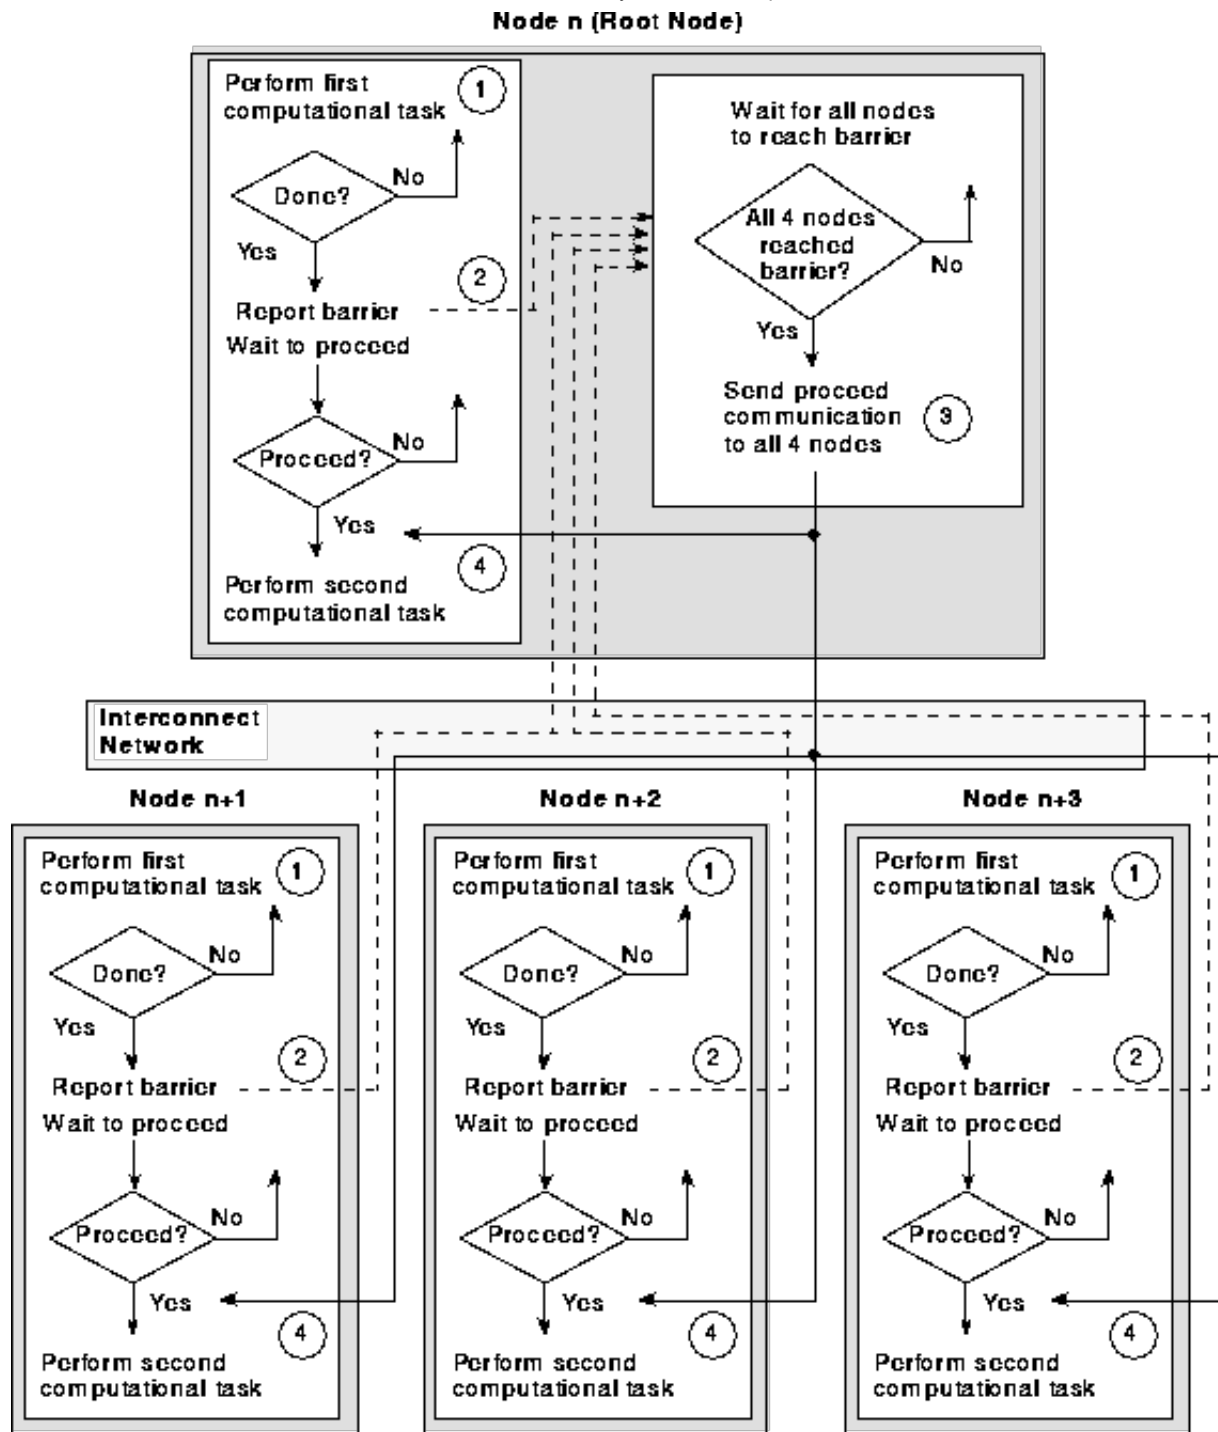 Node n (Root Node)
Perform first
computational task
1
Done?
No
Yes
2
Report barrier
Wait to proceed
Proceed?
No
Yes
4
Perform second
computational task
Wait for all nodes
to reach barrier
All 4 nodes
reached
barrier?
No
Yes
Send proceed
communication
to all 4 nodes
3
Interconnect
Network
Node n+1
Perform first
computational task
1
Done?
No
Yes
2
Report barrier
Wait to proceed
Proceed?
No
Yes
4
Perform second
computational task
Node n+2
Perform first
computational task
1
Done?
No
Yes
2
Report barrier
Wait to proceed
Proceed?
No
Yes
4
Perform second
computational task
Node n+3
Perform first
computational task
1
Done?
No
Yes
2
Report barrier
Wait to proceed
Proceed?
No
Yes
4
Perform second
computational task